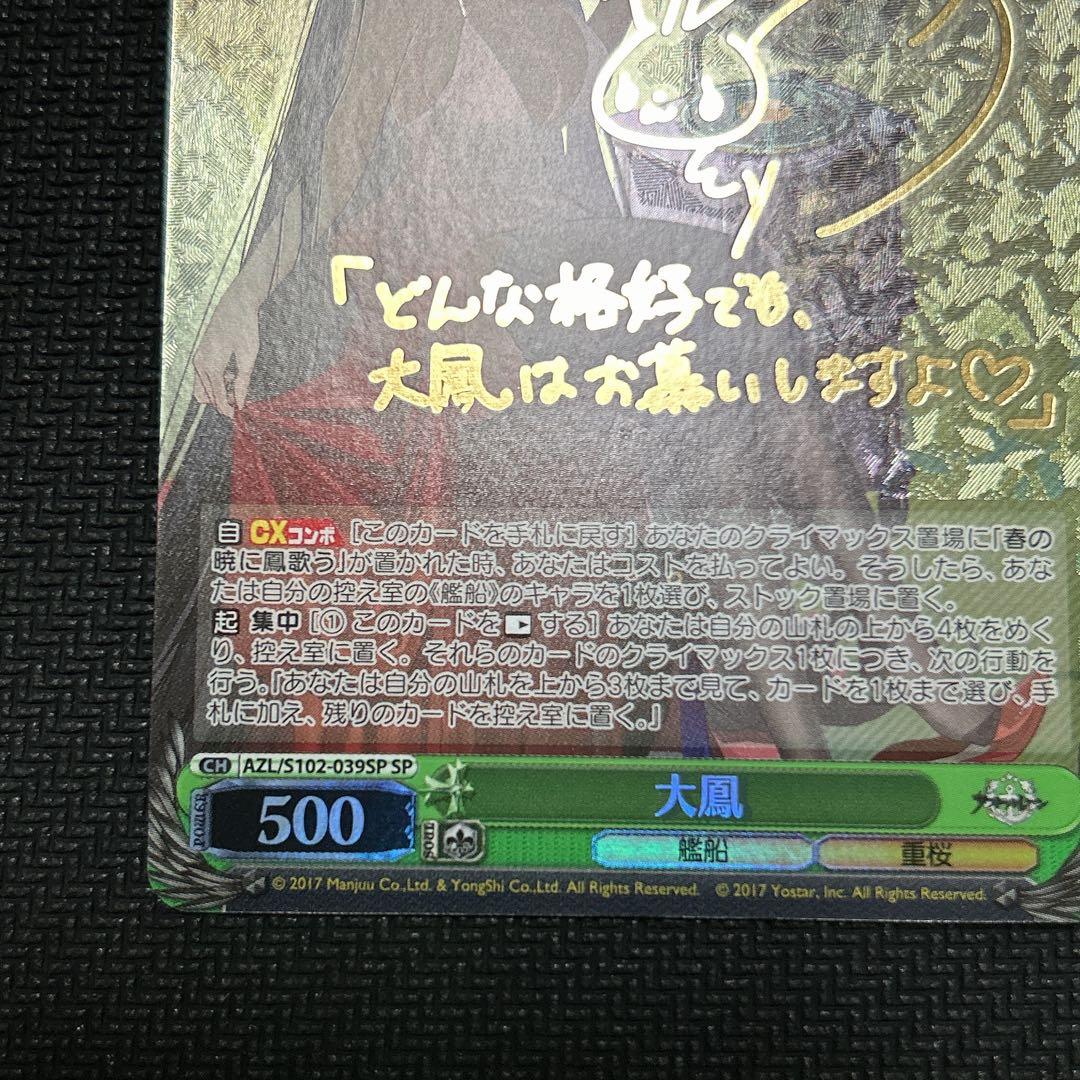 「どんな格好でも、
大鳳はお慕いしますよ♡」
自 CXコンボ [このカードを手札に戻す] あなたのクライマックス置場に「春の
暁に鳳歌う」が置かれた時、あなたはコストを払ってよい。そうしたら、あな
たは自分の控え室の《艦船》のキャラを1枚選び、ストック置場に置く。
起 集中 [① このカードを する] あなたは自分の山札の上から4枚をめく
り、控え室に置く。それらのカードのクライマックス1枚につき、次の行動を
行う。『あなたは自分の山札を上から3枚まで見て、カードを1枚まで選び、手
札に加え、残りのカードを控え室に置く。』
CH AZL/S102-039SP SP
POWER 500
SOUL
大鳳
アズールレーン
艦船 重桜
© 2017 Manjuu Co.,Ltd. & YongShi Co.,Ltd. All Rights Reserved. © 2017 Yostar, Inc. All Rights Reserved.